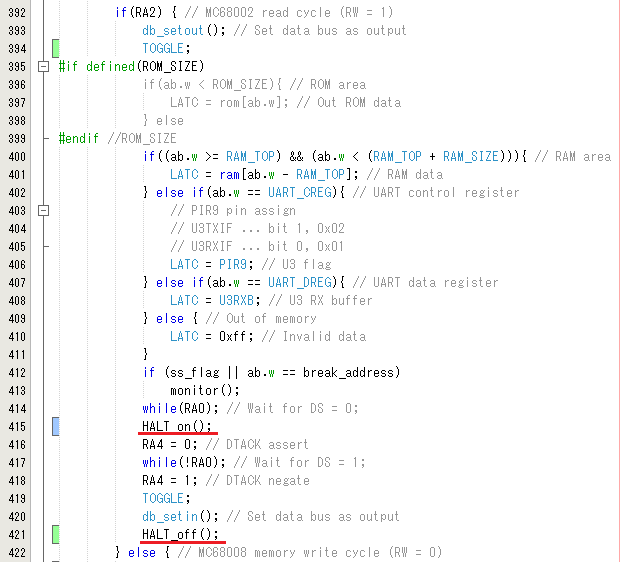 392 if(RA2) { // MC68002 read cycle (RW = 1)
393 db_setout(); // Set data bus as output
394 TOGGLE;
395 #if defined(ROM_SIZE)
396 if(ab.w < ROM_SIZE){ // ROM area
397 LATC = rom[ab.w]; // Out ROM data
398 } else
399 #endif //ROM_SIZE
400 if((ab.w >= RAM_TOP) && (ab.w < (RAM_TOP + RAM_SIZE))){ // RAM area
401 LATC = ram[ab.w - RAM_TOP]; // RAM data
402 } else if(ab.w == UART_CREG){ // UART control register
403 // PIR9 pin assign
404 // U3TXIF ... bit 1, 0x02
405 // U3RXIF ... bit 0, 0x01
406 LATC = PIR9; // U3 flag
407 } else if(ab.w == UART_DREG){ // UART data register
408 LATC = U3RXB; // U3 RX buffer
409 } else { // Out of memory
410 LATC = 0xff; // Invalid data
411 }
412 if (ss_flag || ab.w == break_address)
413 monitor();
414 while(RA0); // Wait for DS = 0;
415 HALT_on();
416 RA4 = 0; // DTACK assert
417 while(!RA0); // Wait for DS = 1;
418 RA4 = 1; // DTACK negate
419 TOGGLE;
420 db_setin(); // Set data bus as output
421 HALT_off();
422 } else { // MC68008 memory write cycle (RW = 0)